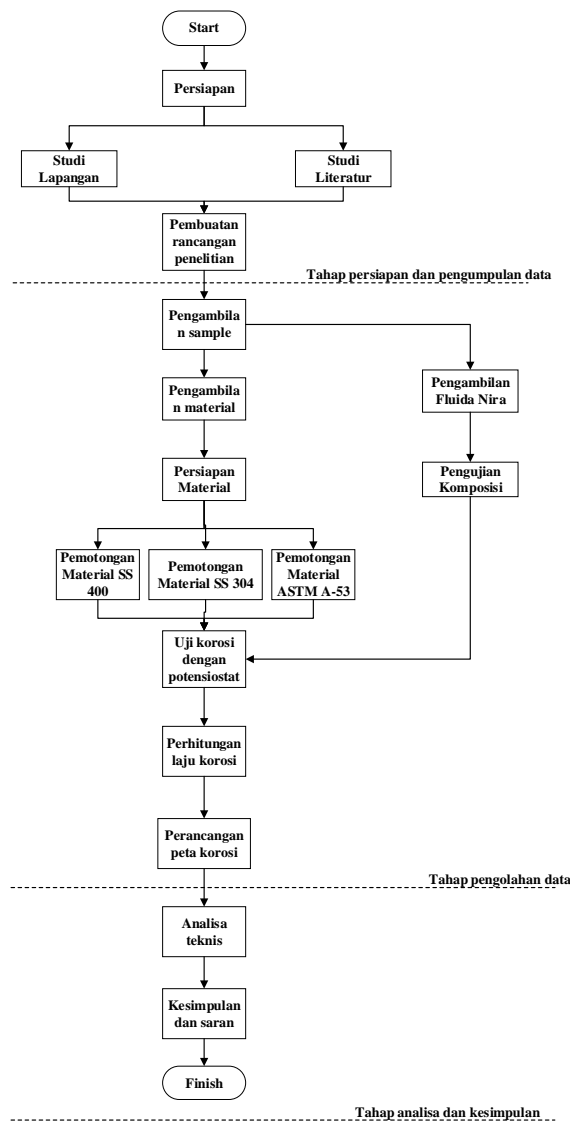 Start
Persiapan
Studi
Lapangan
Studi
Literatur
Pembuatan
rancangan
penelitian
Tahap persiapan dan pengumpulan data
Pengambila
n sample
Pengambila
n material
Pengambilan
Fluida Nira
Persiapan
Material
Pengujian
Komposisi
Pemotongan
Material SS
400
Pemotongan
Material SS 304
Pemotongan
Material
ASTM A-53
Uji korosi
dengan
potensiostat
Perhitungan
laju korosi
Perancangan
peta korosi
Tahap pengolahan data
Analisa
teknis
Kesimpulan
dan saran
Finish
Tahap analisa dan kesimpulan